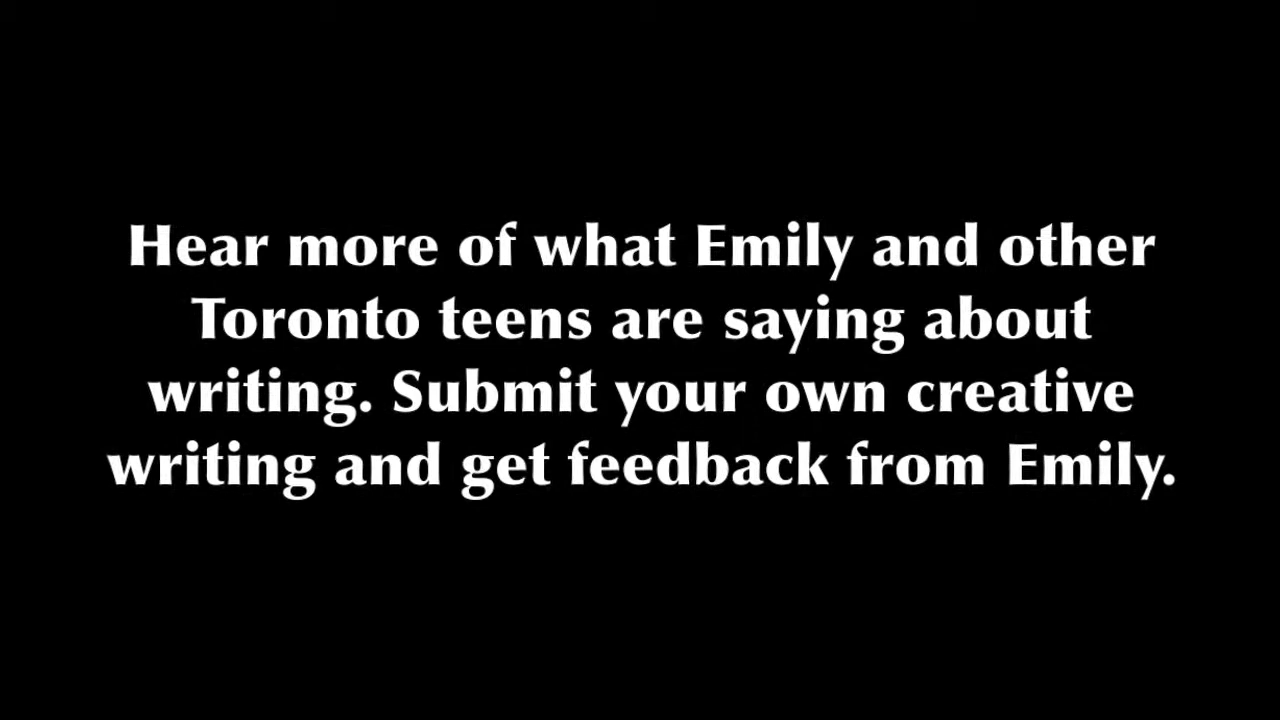 Hear more of what Emily and other
Toronto teens are saying about
writing. Submit your own creative
writing and get feedback from Emily.